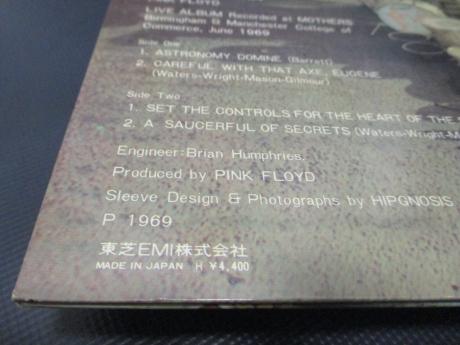 PINK FLOYD
LIVE ALBUM Recorded at MOTHERS
Birmingham & Manchester College of
Commerce, June 1969
Side One
1. ASTRONOMY DOMINE (Barrett)
2. CAREFUL WITH THAT AXE, EUGENE
(Waters-Wright-Mason-Gilmour)
Side Two
1. SET THE CONTROLS FOR THE HEART OF THE
2. A SAUCERFUL OF SECRETS (Waters-Wright-
Engineer:Brian Humphries.
Produced by PINK FLOYD
Sleeve Design & Photographs by HIPGNOSIS
P 1969
東芝EMI株式会社
MADE IN JAPAN H ¥4,400